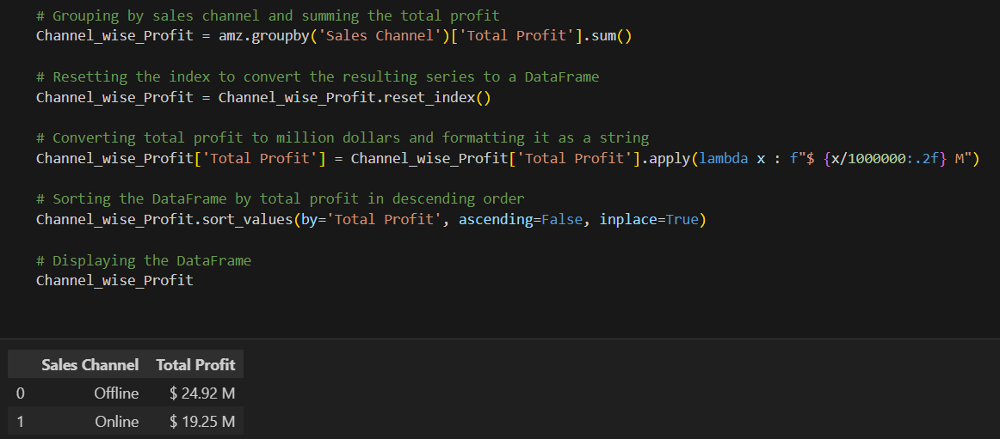 # Grouping by sales channel and summing the total profit
Channel_wise_Profit = amz.groupby('Sales Channel')['Total Profit'].sum()
# Resetting the index to convert the resulting series to a DataFrame
Channel_wise_Profit = Channel_wise_Profit.reset_index()
# Converting total profit to million dollars and formatting it as a string
Channel_wise_Profit['Total Profit'] = Channel_wise_Profit['Total Profit'].apply(lambda x : f"$ {x/1000000:.2f} M")
# Sorting the DataFrame by total profit in descending order
Channel_wise_Profit.sort_values(by='Total Profit', ascending=False, inplace=True)
# Displaying the DataFrame
Channel_wise_Profit
Sales Channel Total Profit
0 Offline $ 24.92 M
1 Online $ 19.25 M